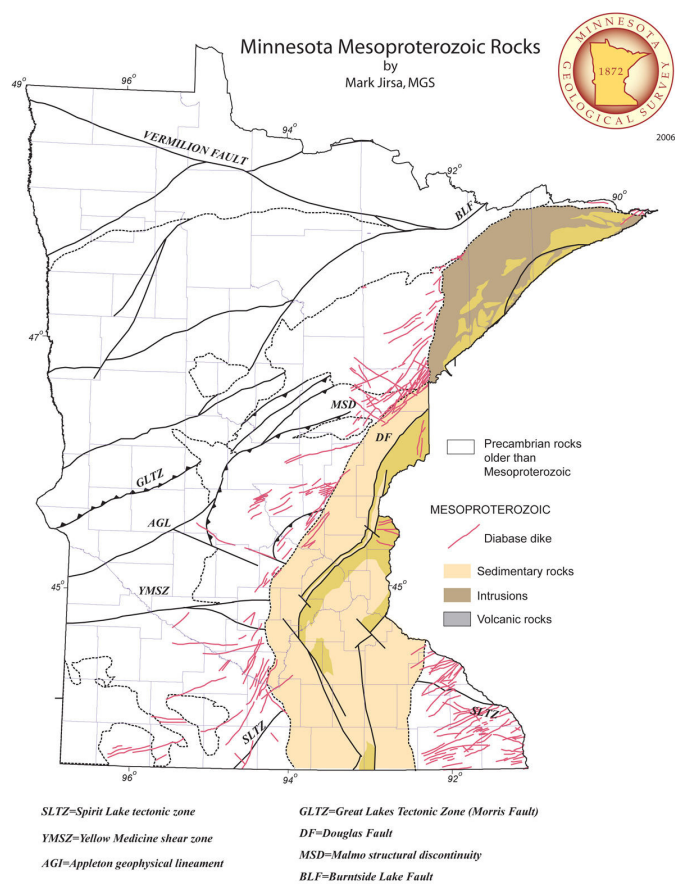 Minnesota Mesoproterozoic Rocks
by
Mark Jirsa, MGS
MINNESOTA
GEOLOGICAL SURVEY
1872
2006
96°
49°
94°
VERMILION FAULT
92°
BLF
90°
47°
MSD
DF
GLTZ
Precambrian rocks
older than
Mesoproterozoic
MESOPROTEROZOIC
AGL
Diabase dike
Sedimentary rocks
45°
45°
YMSZ
Intrusions
Volcanic rocks
SLTZ
SLTZ
96°
94°
92°
SLTZ=Spirit Lake tectonic zone
YMSZ=Yellow Medicine shear zone
AGI=Appleton geophysical lineament
GLTZ=Great Lakes Tectonic Zone (Morris Fault)
DF=Douglas Fault
MSD=Malmo structural discontinuity
BLF=Burntside Lake Fault